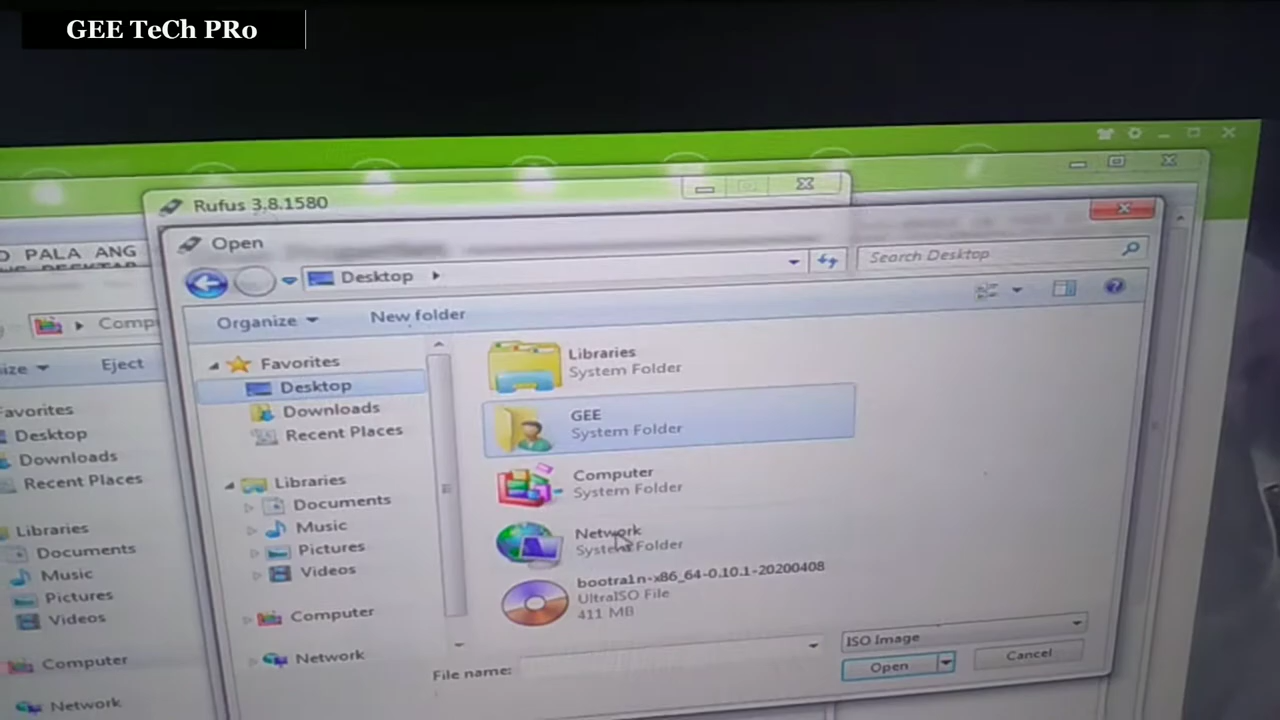 GEE TeCh PRo
Rufus 3.8.1580
Open
PALA ANG
Desktop
Search Desktop
Organize
New folder
Eject
Favorites
Desktop
Downloads
Recent Places
Libraries
Documents
Music
Pictures
Videos
Computer
Network
Favorites
Desktop
Downloads
Recent Places
Libraries
Documents
Music
Pictures
Videos
Computer
Network
Libraries
System Folder
GEE
System Folder
Computer
System Folder
Network
System Folder
bootra1n-x86_64-0.10.1-20200408
UltraISO File
411 MB
File name:
ISO Image
Open
Cancel